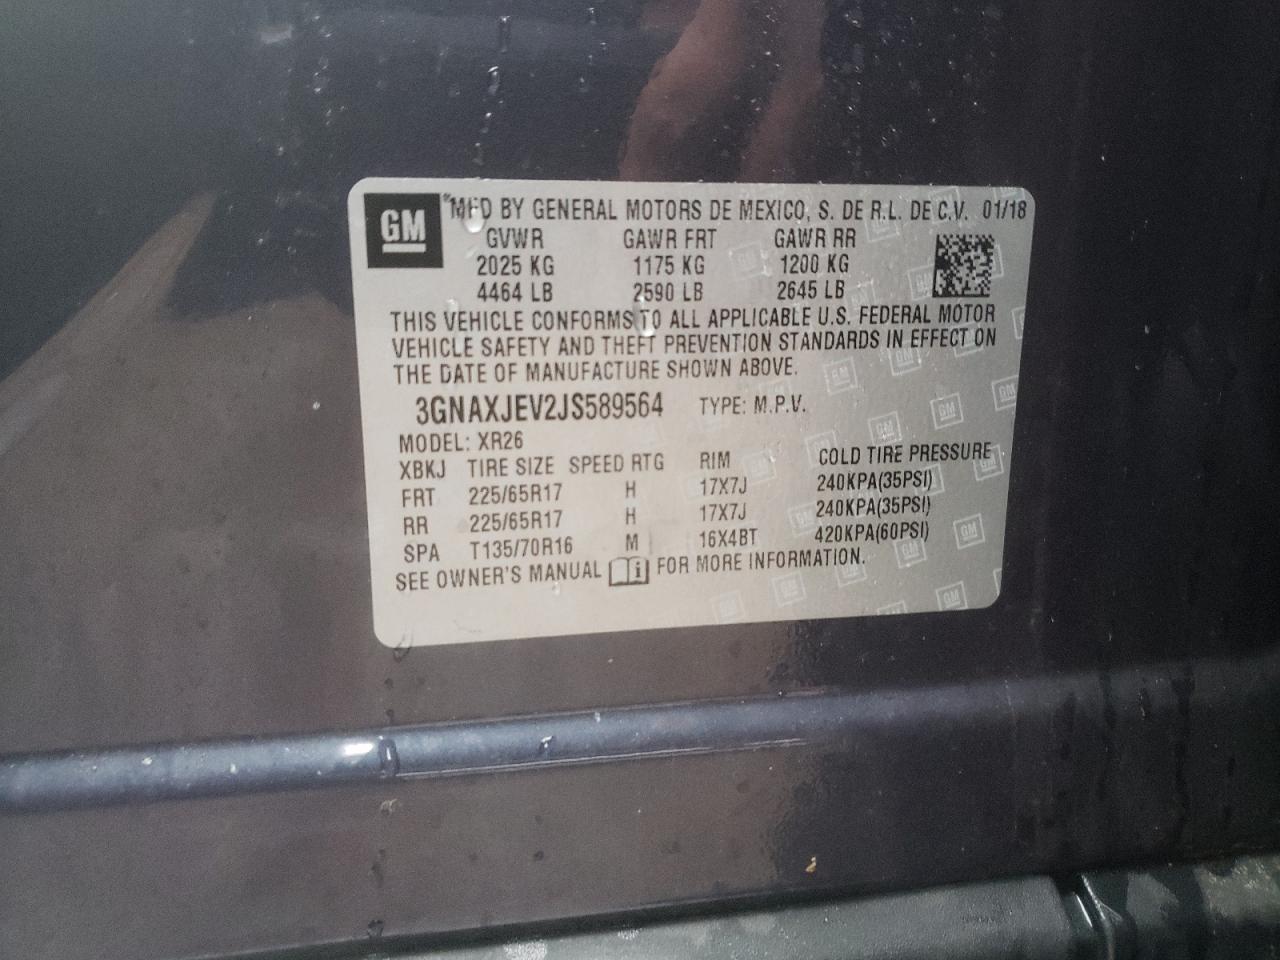 GM
MFD BY GENERAL MOTORS DE MEXICO, S. DE R.L. DE C.V. 01/18
GVWR GAWR FRT GAWR RR
2025 KG 1175 KG 1200 KG
4464 LB 2590 LB 2645 LB
THIS VEHICLE CONFORMS TO ALL APPLICABLE U.S. FEDERAL MOTOR
VEHICLE SAFETY AND THEFT PREVENTION STANDARDS IN EFFECT ON
THE DATE OF MANUFACTURE SHOWN ABOVE.
3GNAXJEV2JS589564 TYPE: M.P.V.
MODEL: XR26
XBKJ TIRE SIZE SPEED RTG RIM COLD TIRE PRESSURE
FRT 225/65R17 H 17X7J 240KPA(35PSI)
RR 225/65R17 H 17X7J 240KPA(35PSI)
SPA T135/70R16 M 16X4BT 420KPA(60PSI)
SEE OWNER'S MANUAL FOR MORE INFORMATION.